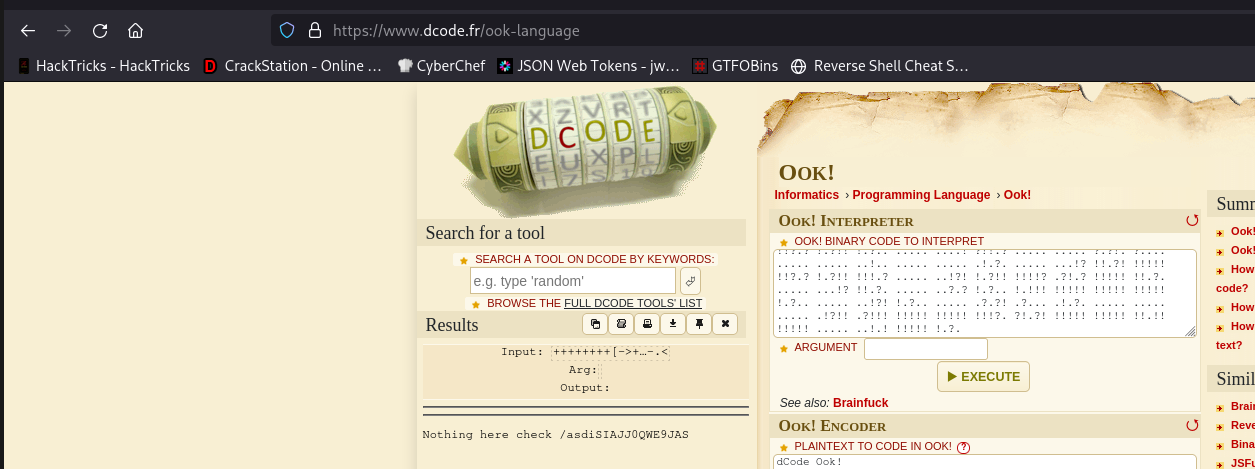 https://www.dcode.fr/ook-language
HackTricks - HackTricks CrackStation - Online ... CyberChef JSON Web Tokens - jw... GTFOBins Reverse Shell Cheat S...
DCODE
Search for a tool
SEARCH A TOOL ON DCODE BY KEYWORDS:
e.g. type 'random'
BROWSE THE FULL DCODE TOOLS' LIST
Results
Input: ++++++++[->+…-.<
Arg:
Output:
Nothing here check /asdiSIAJJ0QWE9JAS
OOK!
Informatics › Programming Language › Ook!
OOK! INTERPRETER
OOK! BINARY CODE TO INTERPRET
..... ..... ..!.. ..... ..... .!.?. ..... ...!? !!.?! !!!!!
!!?.? !.?!! !!!.? ..... ..!?! !.?!! !!!!? .?!.? !!!!! !!.?.
..... ...!? !!.?. ..... ..?.? !.?.. !.!!! !!!!! !!!!! !!!!!
!.?.. ..... ..!?! !.?.. ..... .?.?! .?... .!.?. ..... .....
..... .!?!! .?!!! !!!!! !!!!! !!!?. ?!.?! !!!!! !!!!! !!.!!
!!!!! ..... ..!.! !!!!! !.?.
ARGUMENT
▶ EXECUTE
See also: Brainfuck
OOK! ENCODER
PLAINTEXT TO CODE IN OOK! ?
dCode Ook!
Summ
Ook!
Ook!
How
code?
How
How
text?
Simil
Brain
Reve
Bina
JSFu